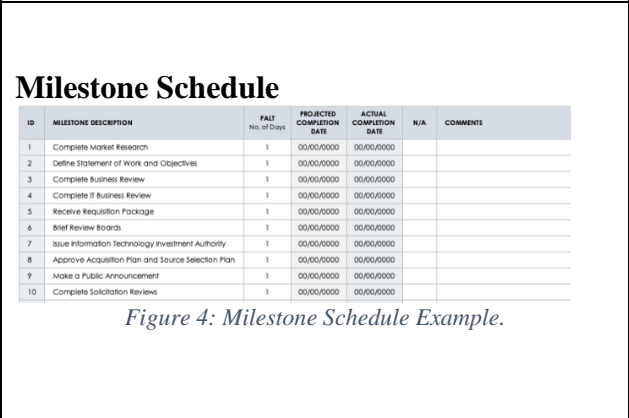 Milestone Schedule
ID MILESTONE DESCRIPTION PALT No. of Days PROJECTED COMPLETION DATE ACTUAL COMPLETION DATE N/A COMMENTS
1 Complete Market Research 1 00/00/0000 00/00/0000
2 Define Statement of Work and Objectives 1 00/00/0000 00/00/0000
3 Complete Business Review 1 00/00/0000 00/00/0000
4 Complete IT Business Review 1 00/00/0000 00/00/0000
5 Receive Requisition Package 1 00/00/0000 00/00/0000
6 Brief Review Boards 1 00/00/0000 00/00/0000
7 Issue Information Technology Investment Authority 1 00/00/0000 00/00/0000
8 Approve Acquisition Plan and Source Selection Plan 1 00/00/0000 00/00/0000
9 Make a Public Announcement 1 00/00/0000 00/00/0000
10 Complete Solicitation Reviews 1 00/00/0000 00/00/0000
Figure 4: Milestone Schedule Example.